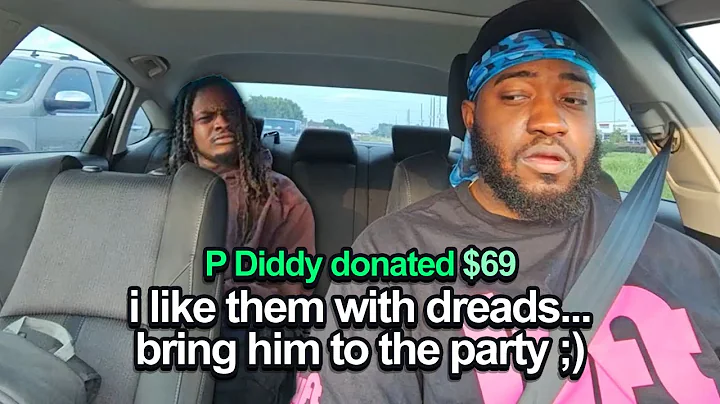 P Diddy donated $69
i like them with dreads...
bring him to the party ;)